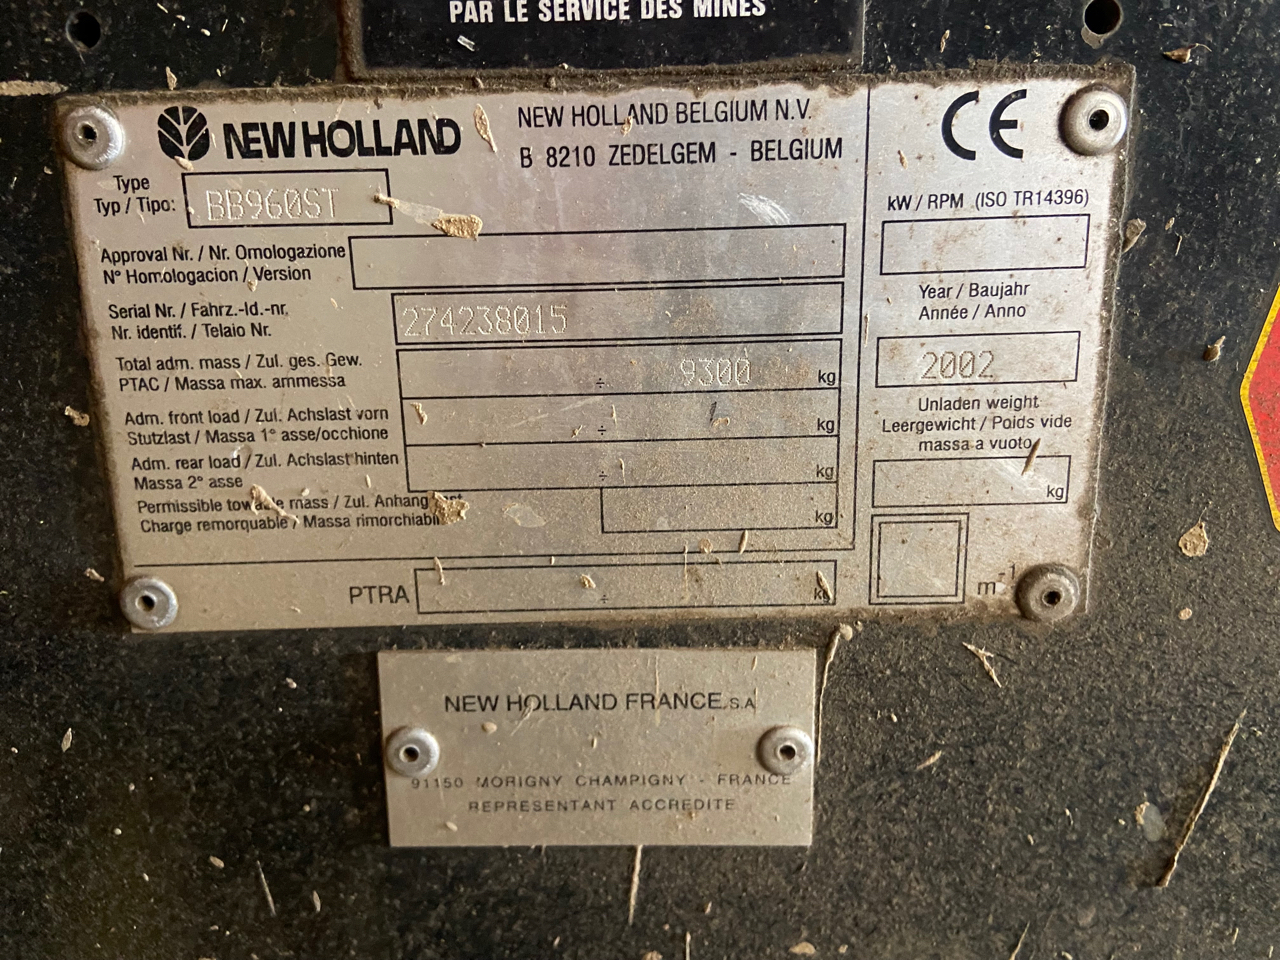 PAR LE SERVICE DES MINES
NEW HOLLAND
NEW HOLLAND BELGIUM N.V.
B 8210 ZEDELGEM - BELGIUM
CE
Type
Typ / Tipo:
BB960ST
kW / RPM (ISO TR14396)
Approval Nr. / Nr. Omologazione
N° Homologacion / Version
Serial Nr. / Fahrz.-Id.-nr.
Nr. identif. / Telaio Nr.
274238015
Year / Baujahr
Année / Anno
2002
Total adm. mass / Zul. ges. Gew.
PTAC / Massa max. ammessa
÷ 9300 kg
Adm. front load / Zul. Achslast vorn
Stutzlast / Massa 1° asse/occhione
÷ kg
Unladen weight
Leergewicht / Poids vide
massa a vuoto
kg
Adm. rear load / Zul. Achslast hinten
Massa 2° asse
÷ kg
Permissible mass / Zul.
Charge remorquable / Massa
kg
PTRA
÷ kg
m-1
NEW HOLLAND FRANCE S.A
91150 MORIGNY CHAMPIGNY - FRANCE
REPRESENTANT ACCREDITE